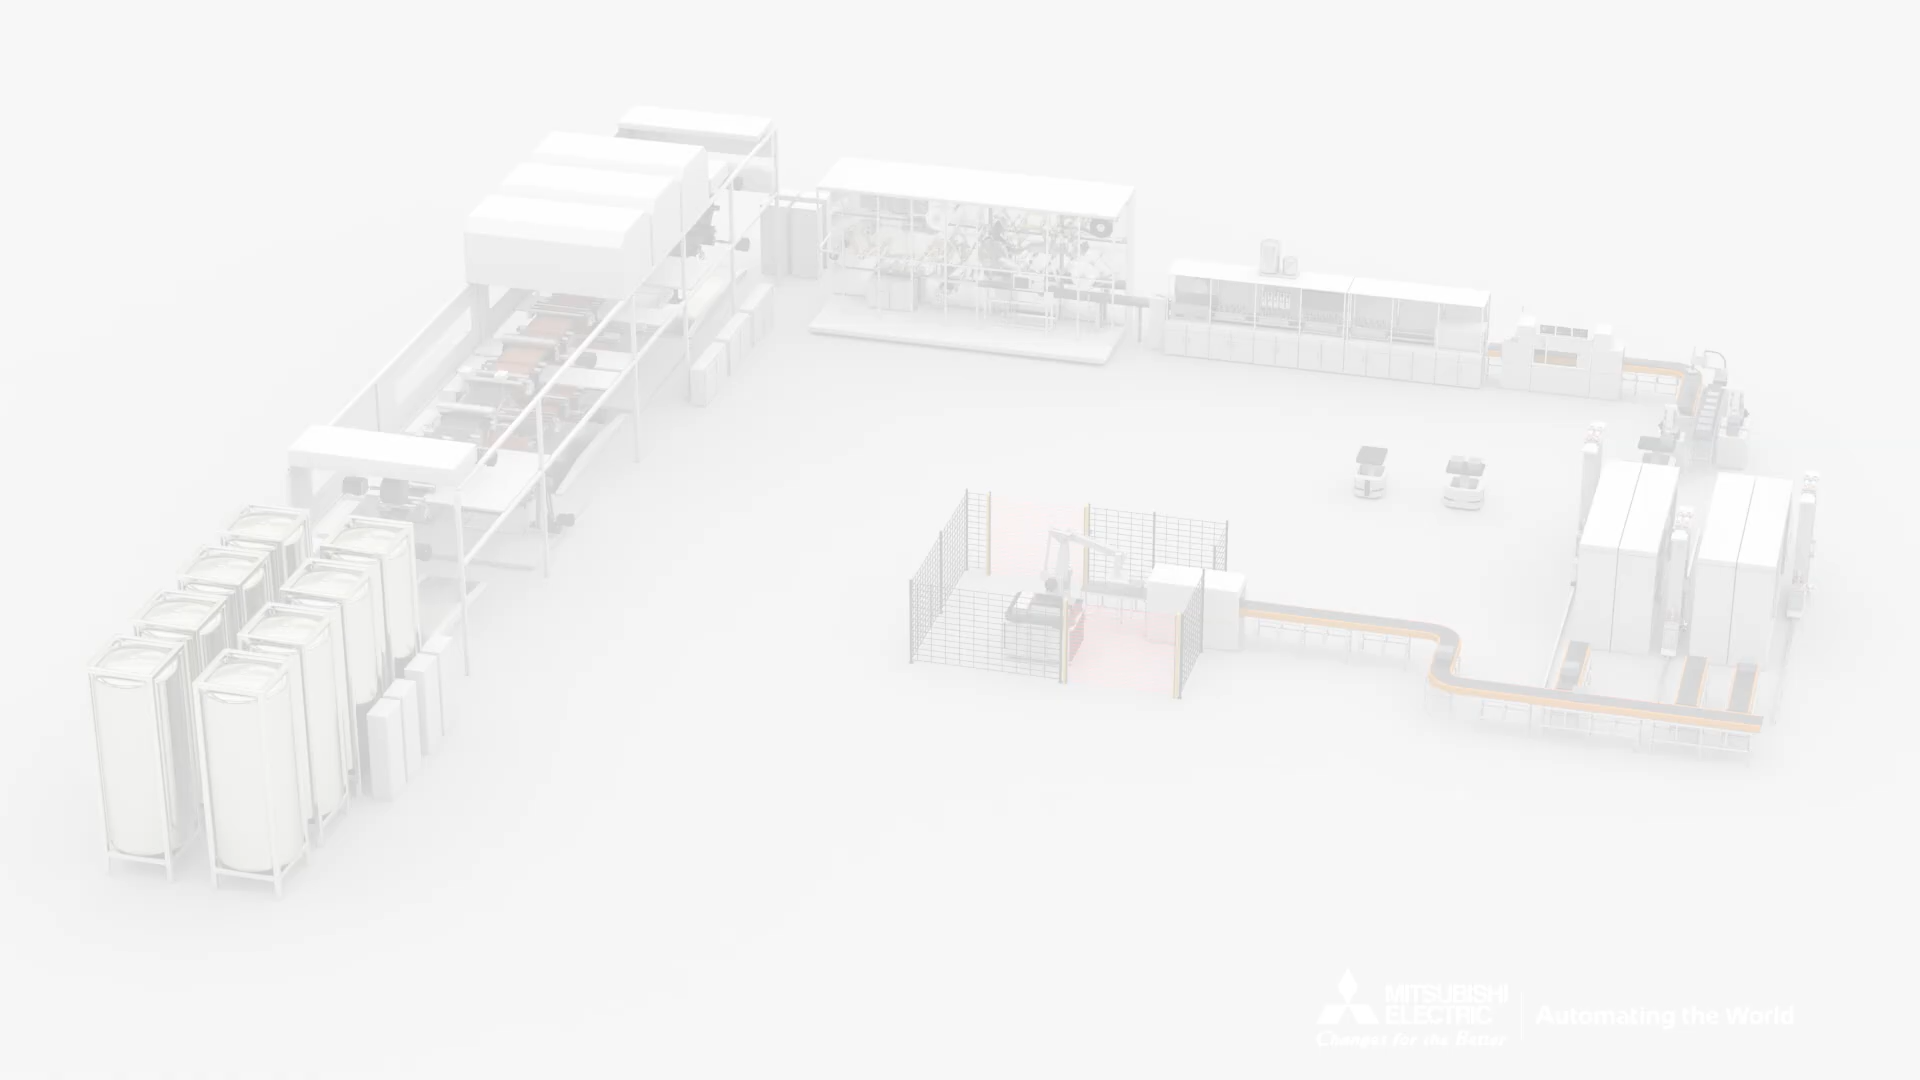 MITSUBISHI
ELECTRIC
Changes for the Better
Automating the World